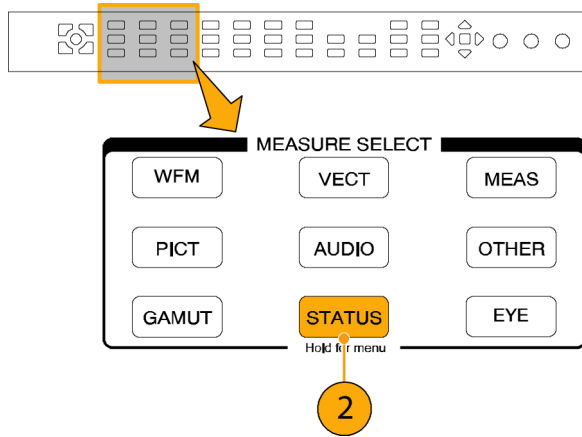 MEASURE SELECT
WFM VECT MEAS
PICT AUDIO OTHER
GAMUT STATUS EYE
Hold for menu
2